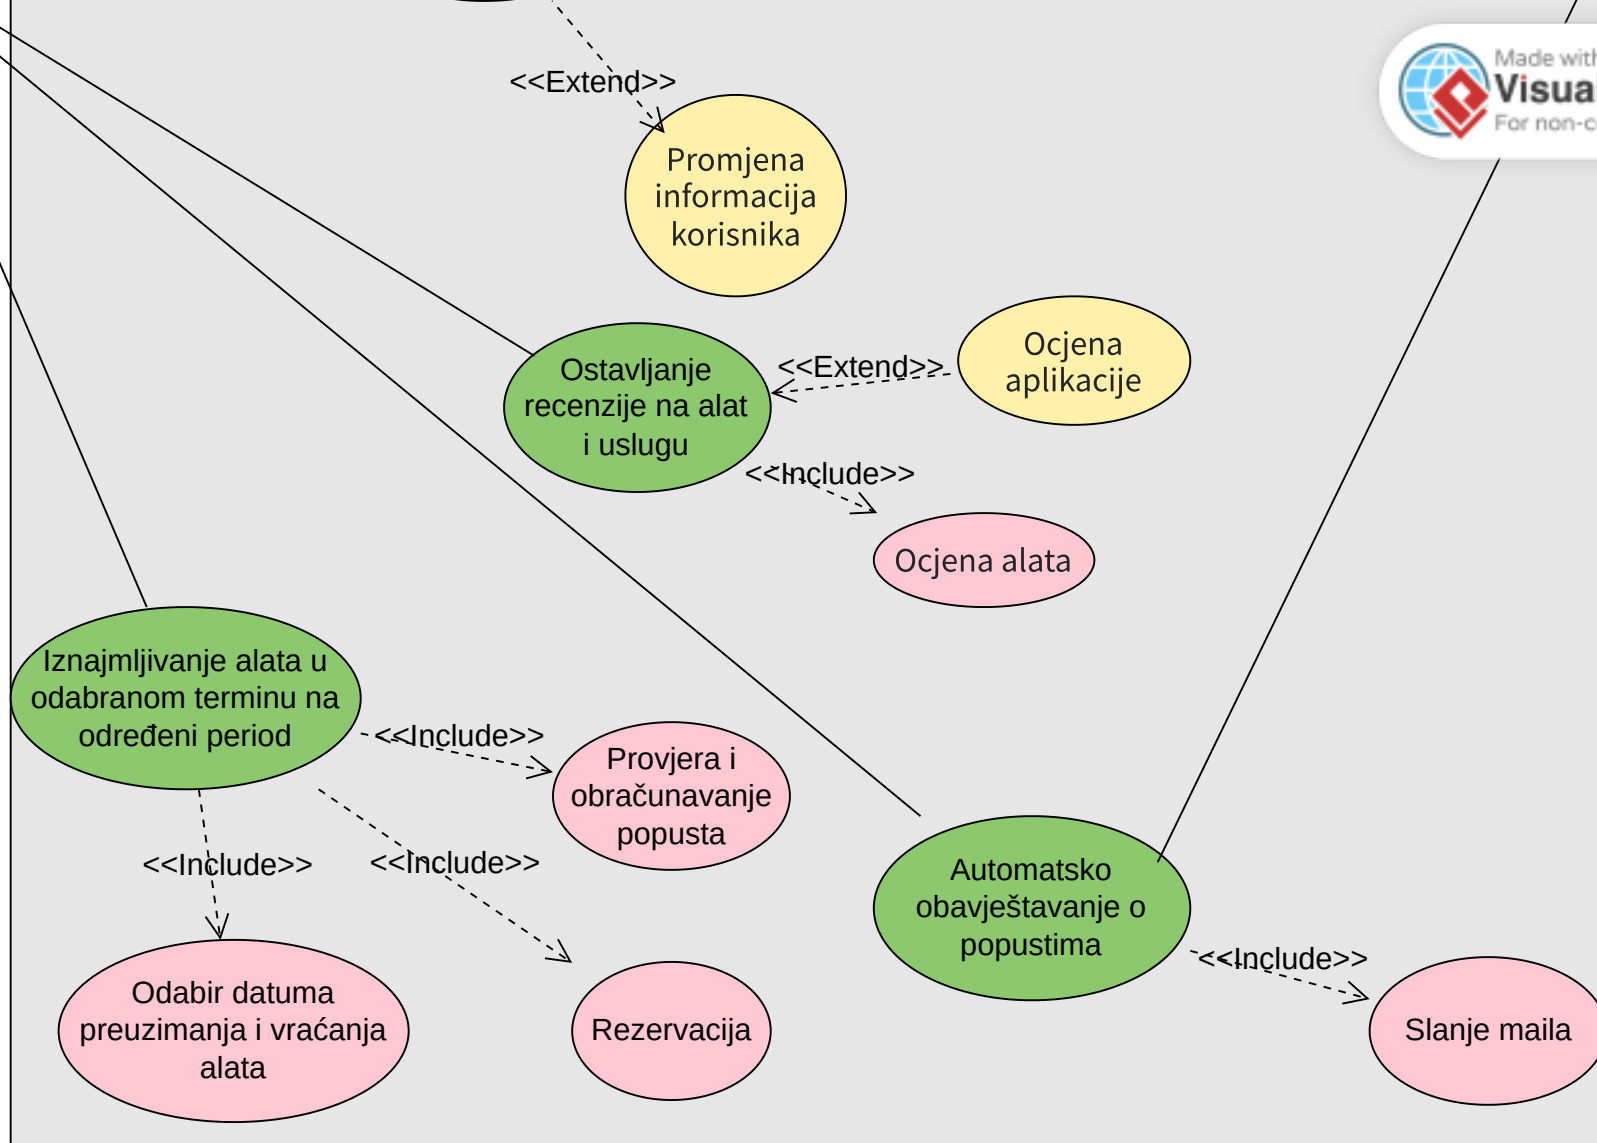 Made with
Visual
For non-c
<<Extend>>
Promjena
informacija
korisnika
Ostavljanje
recenzije na alat
i uslugu
<<Extend>>
Ocjena
aplikacije
<<Include>>
Ocjena alata
Iznajmljivanje alata u
odabranom terminu na
određeni period
<<Include>>
Provjera i
obračunavanje
popusta
<<Include>>
<<Include>>
Automatsko
obavještavanje o
popustima
<<Include>>
Odabir datuma
preuzimanja i vraćanja
alata
Rezervacija
Slanje maila